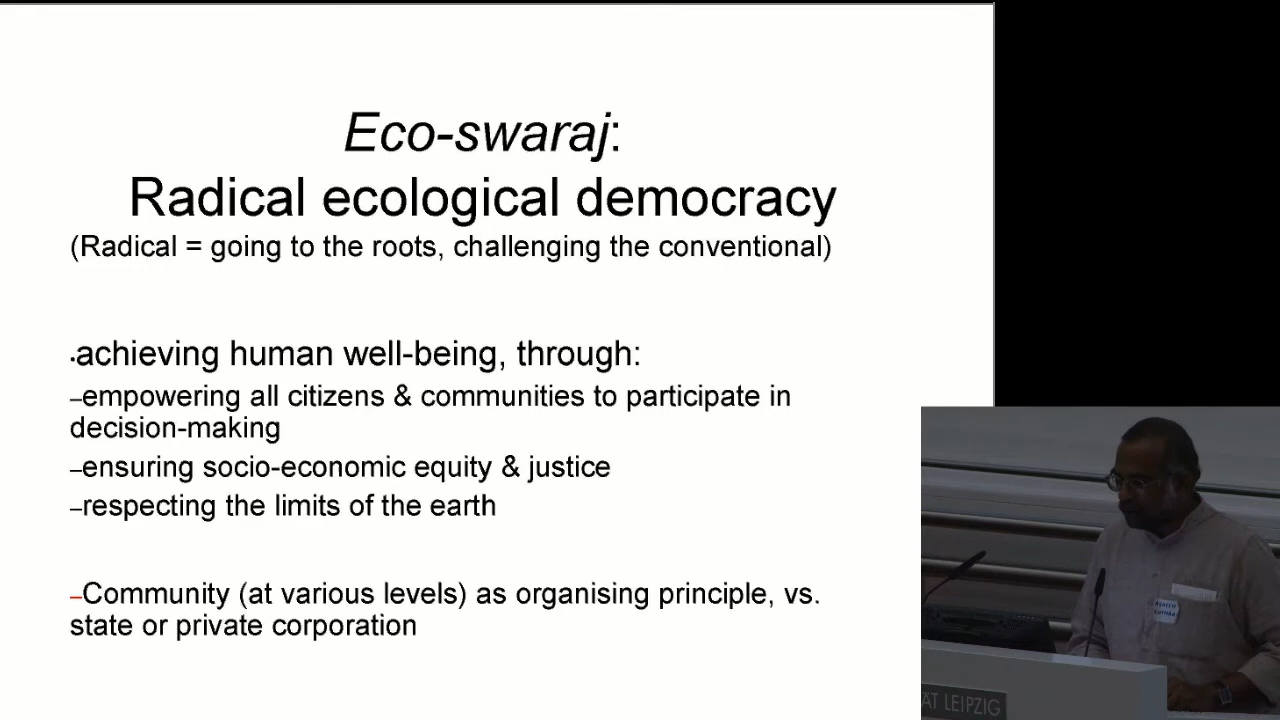 Eco-swaraj:
Radical ecological democracy
(Radical = going to the roots, challenging the conventional)
•achieving human well-being, through:
–empowering all citizens & communities to participate in
decision-making
–ensuring socio-economic equity & justice
–respecting the limits of the earth
–Community (at various levels) as organising principle, vs.
state or private corporation
ÄT LEIPZIG